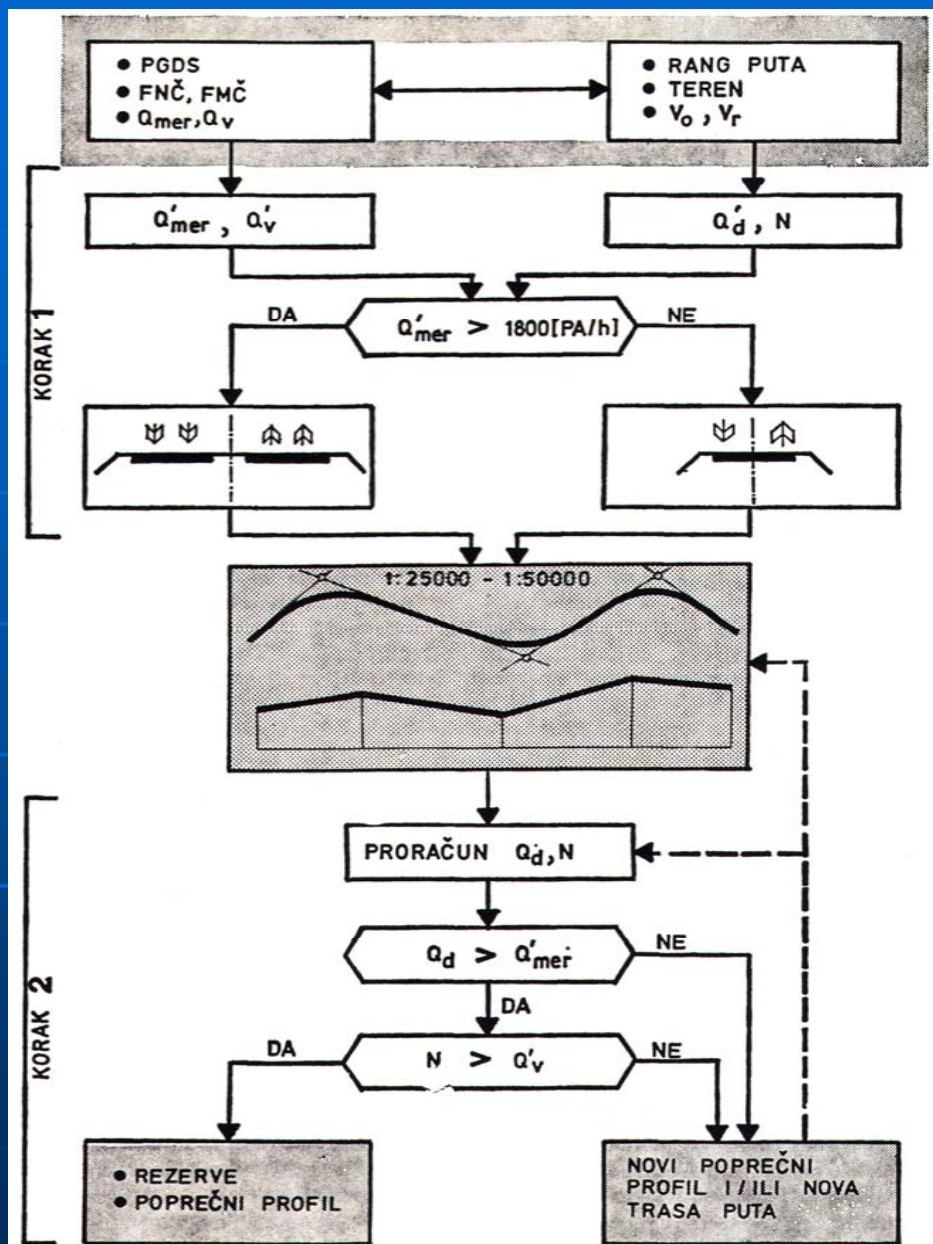 ● PGDS
● FNČ, FMČ
● Qmer, Qv
● RANG PUTA
● TEREN
● Vo , Vr
KORAK 1
Q'mer , Q'v
Q'd , N
DA
Q'mer > 1800[PA/h]
NE
1:25000 - 1:50000
KORAK 2
PRORAČUN Qd, N
Qd > Q'mer
NE
DA
DA
N > Q'v
NE
● REZERVE
● POPREČNI PROFIL
NOVI POPREČNI
PROFIL I/ILI NOVA
TRASA PUTA